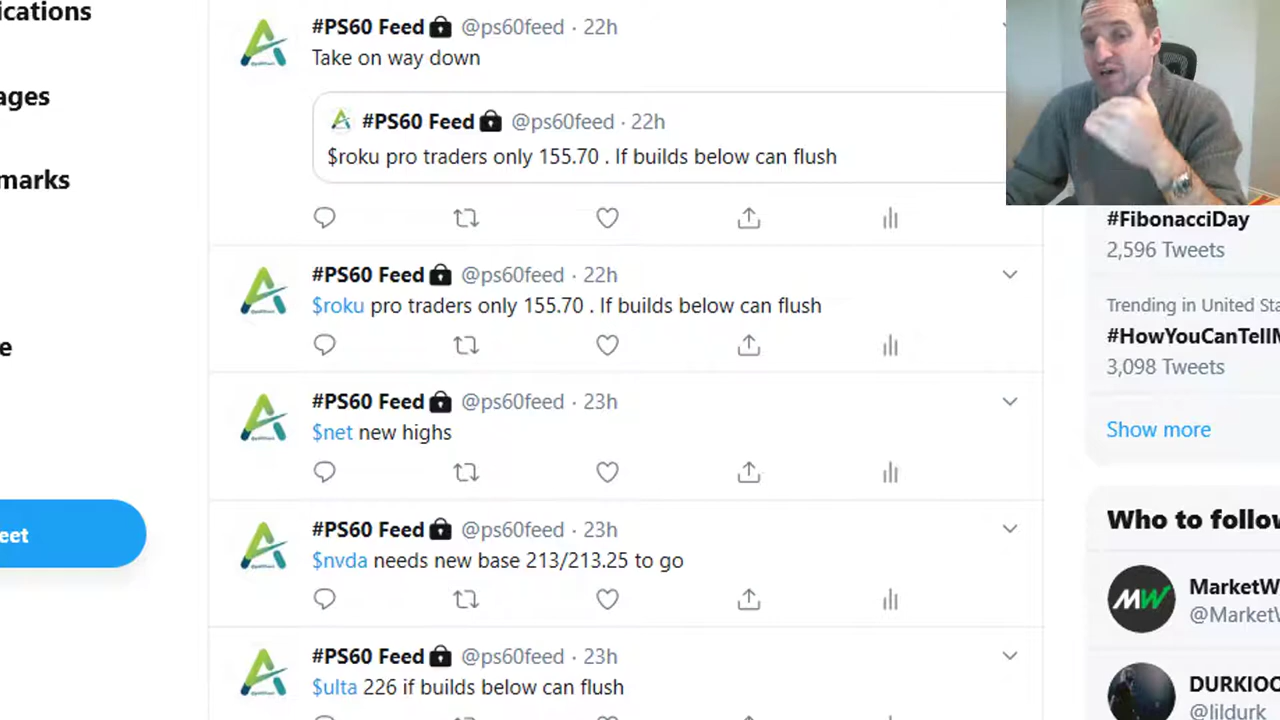 ications
ages
marks
e
eet
#PS60 Feed @ps60feed · 22h
Take on way down
#PS60 Feed @ps60feed · 22h
$roku pro traders only 155.70 . If builds below can flush
#PS60 Feed @ps60feed · 22h
$roku pro traders only 155.70 . If builds below can flush
#PS60 Feed @ps60feed · 23h
$net new highs
#PS60 Feed @ps60feed · 23h
$nvda needs new base 213/213.25 to go
#PS60 Feed @ps60feed · 23h
$ulta 226 if builds below can flush
#FibonacciDay
2,596 Tweets
Trending in United Sta
#HowYouCanTellM
3,098 Tweets
Show more
Who to follow
MW
MarketW
@MarketW
DURKIOO
@lildurk